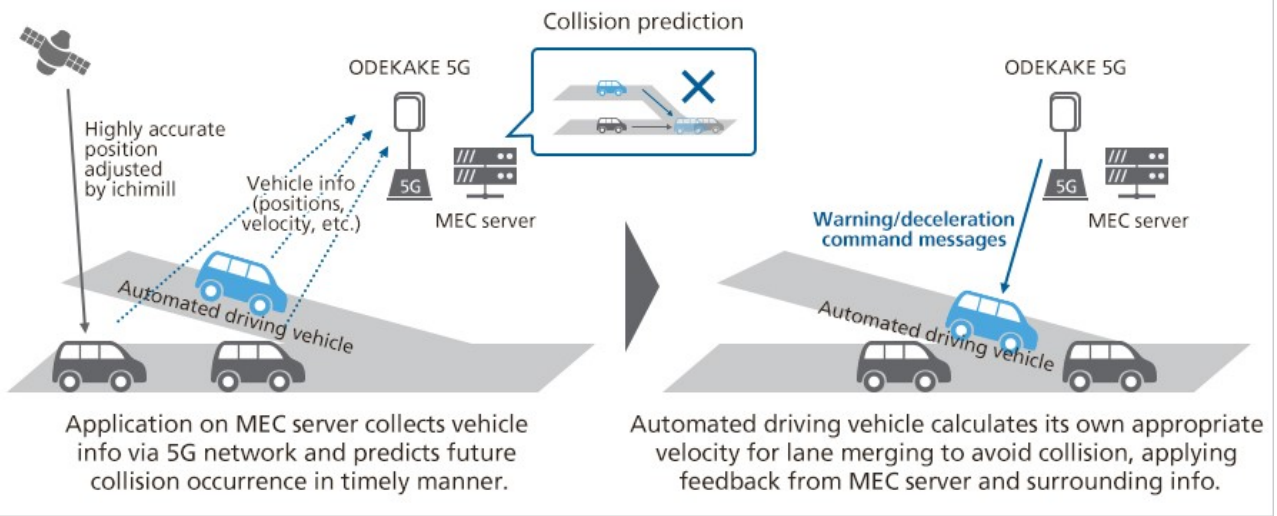 Collision prediction
ODEKAKE 5G
Highly accurate
position
adjusted
by ichimill
Vehicle info
(positions,
velocity, etc.)
5G
MEC server
Automated driving vehicle
Application on MEC server collects vehicle
info via 5G network and predicts future
collision occurrence in timely manner.
ODEKAKE 5G
5G
MEC server
Warning/deceleration
command messages
Automated driving vehicle
Automated driving vehicle calculates its own appropriate
velocity for lane merging to avoid collision, applying
feedback from MEC server and surrounding info.